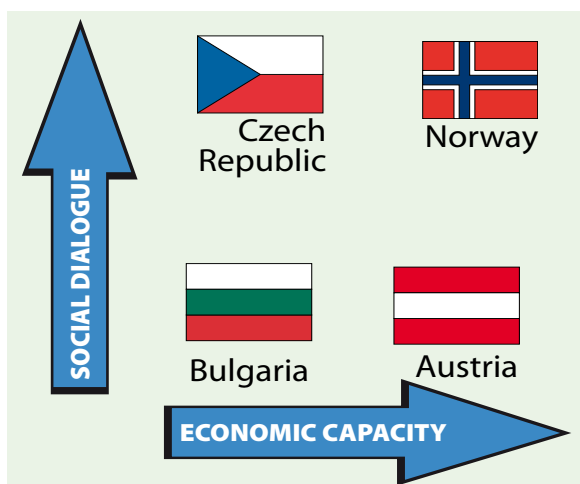 SOCIAL DIALOGUE
Czech
Republic
Norway
Bulgaria
Austria
ECONOMIC CAPACITY